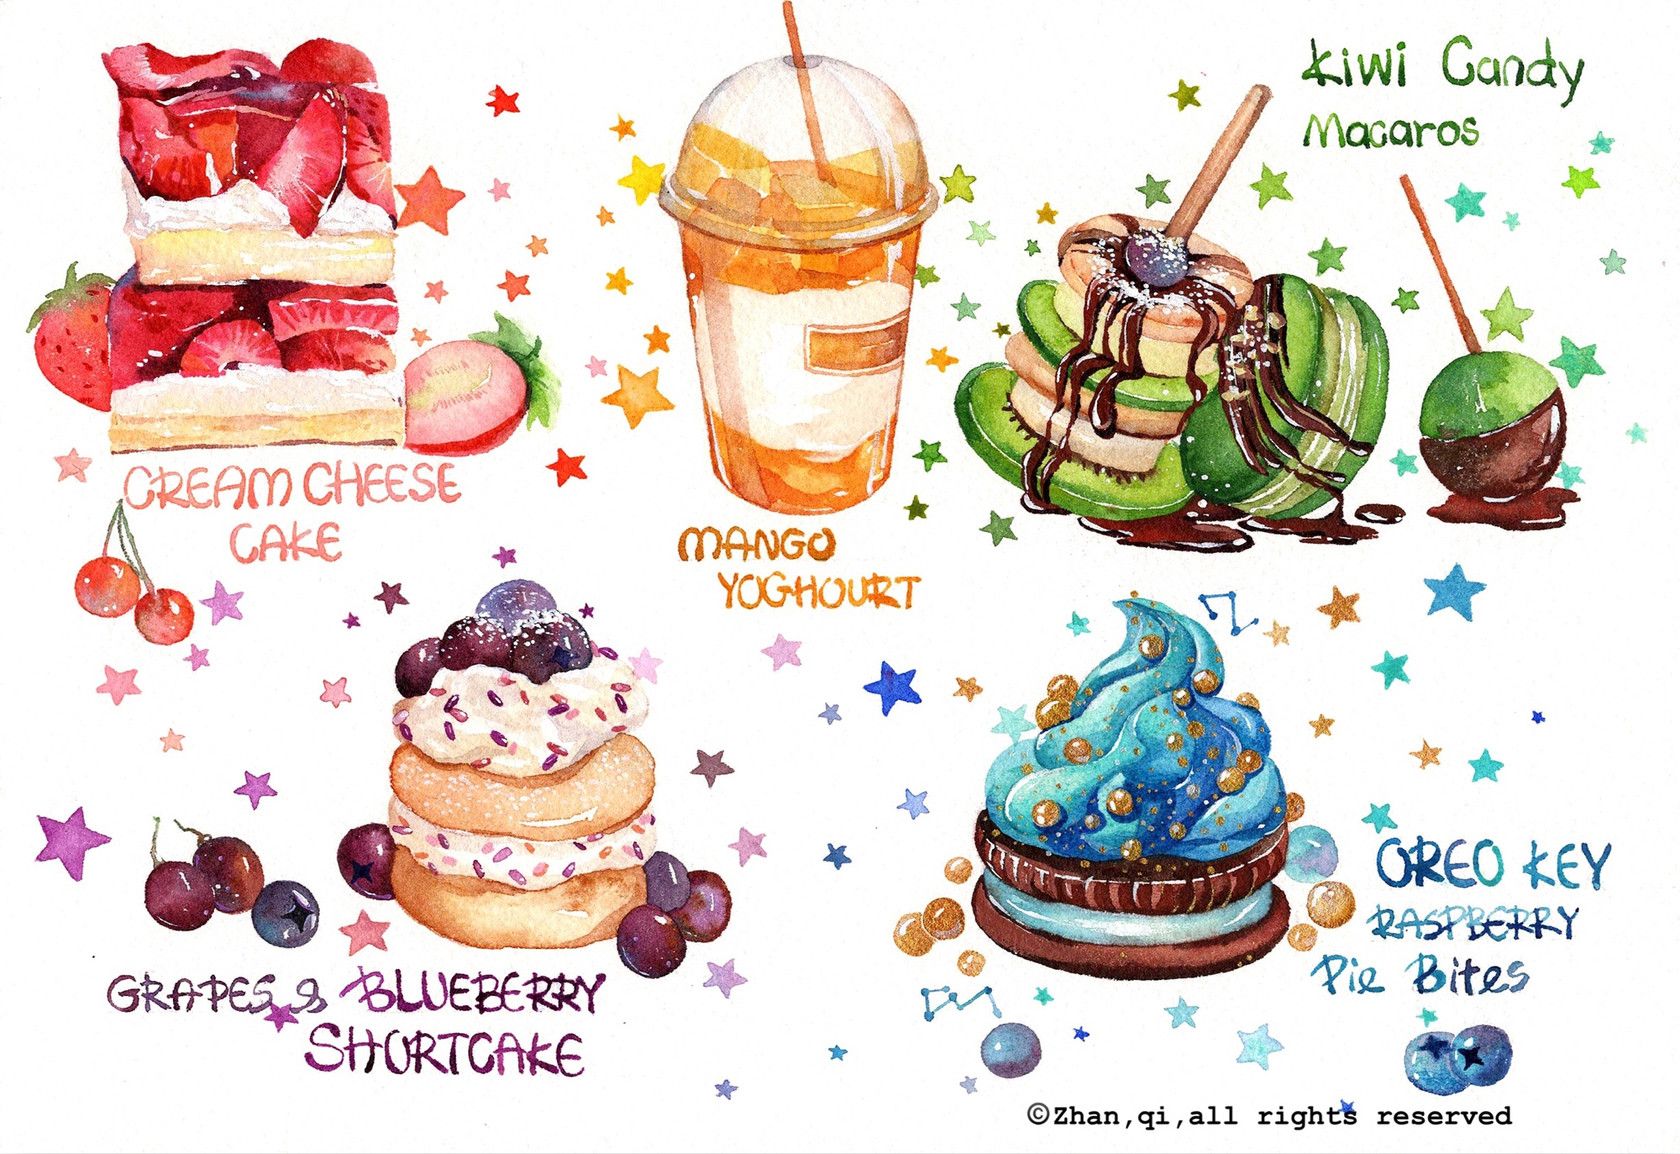 Kiwi Candy
Macaros
CREAM CHEESE
CAKE
MANGO
YOGHOURT
GRAPES & BLUEBERRY
SHORTCAKE
OREO KEY
RASPBERRY
Pie Bites
©Zhan,qi,all rights reserved